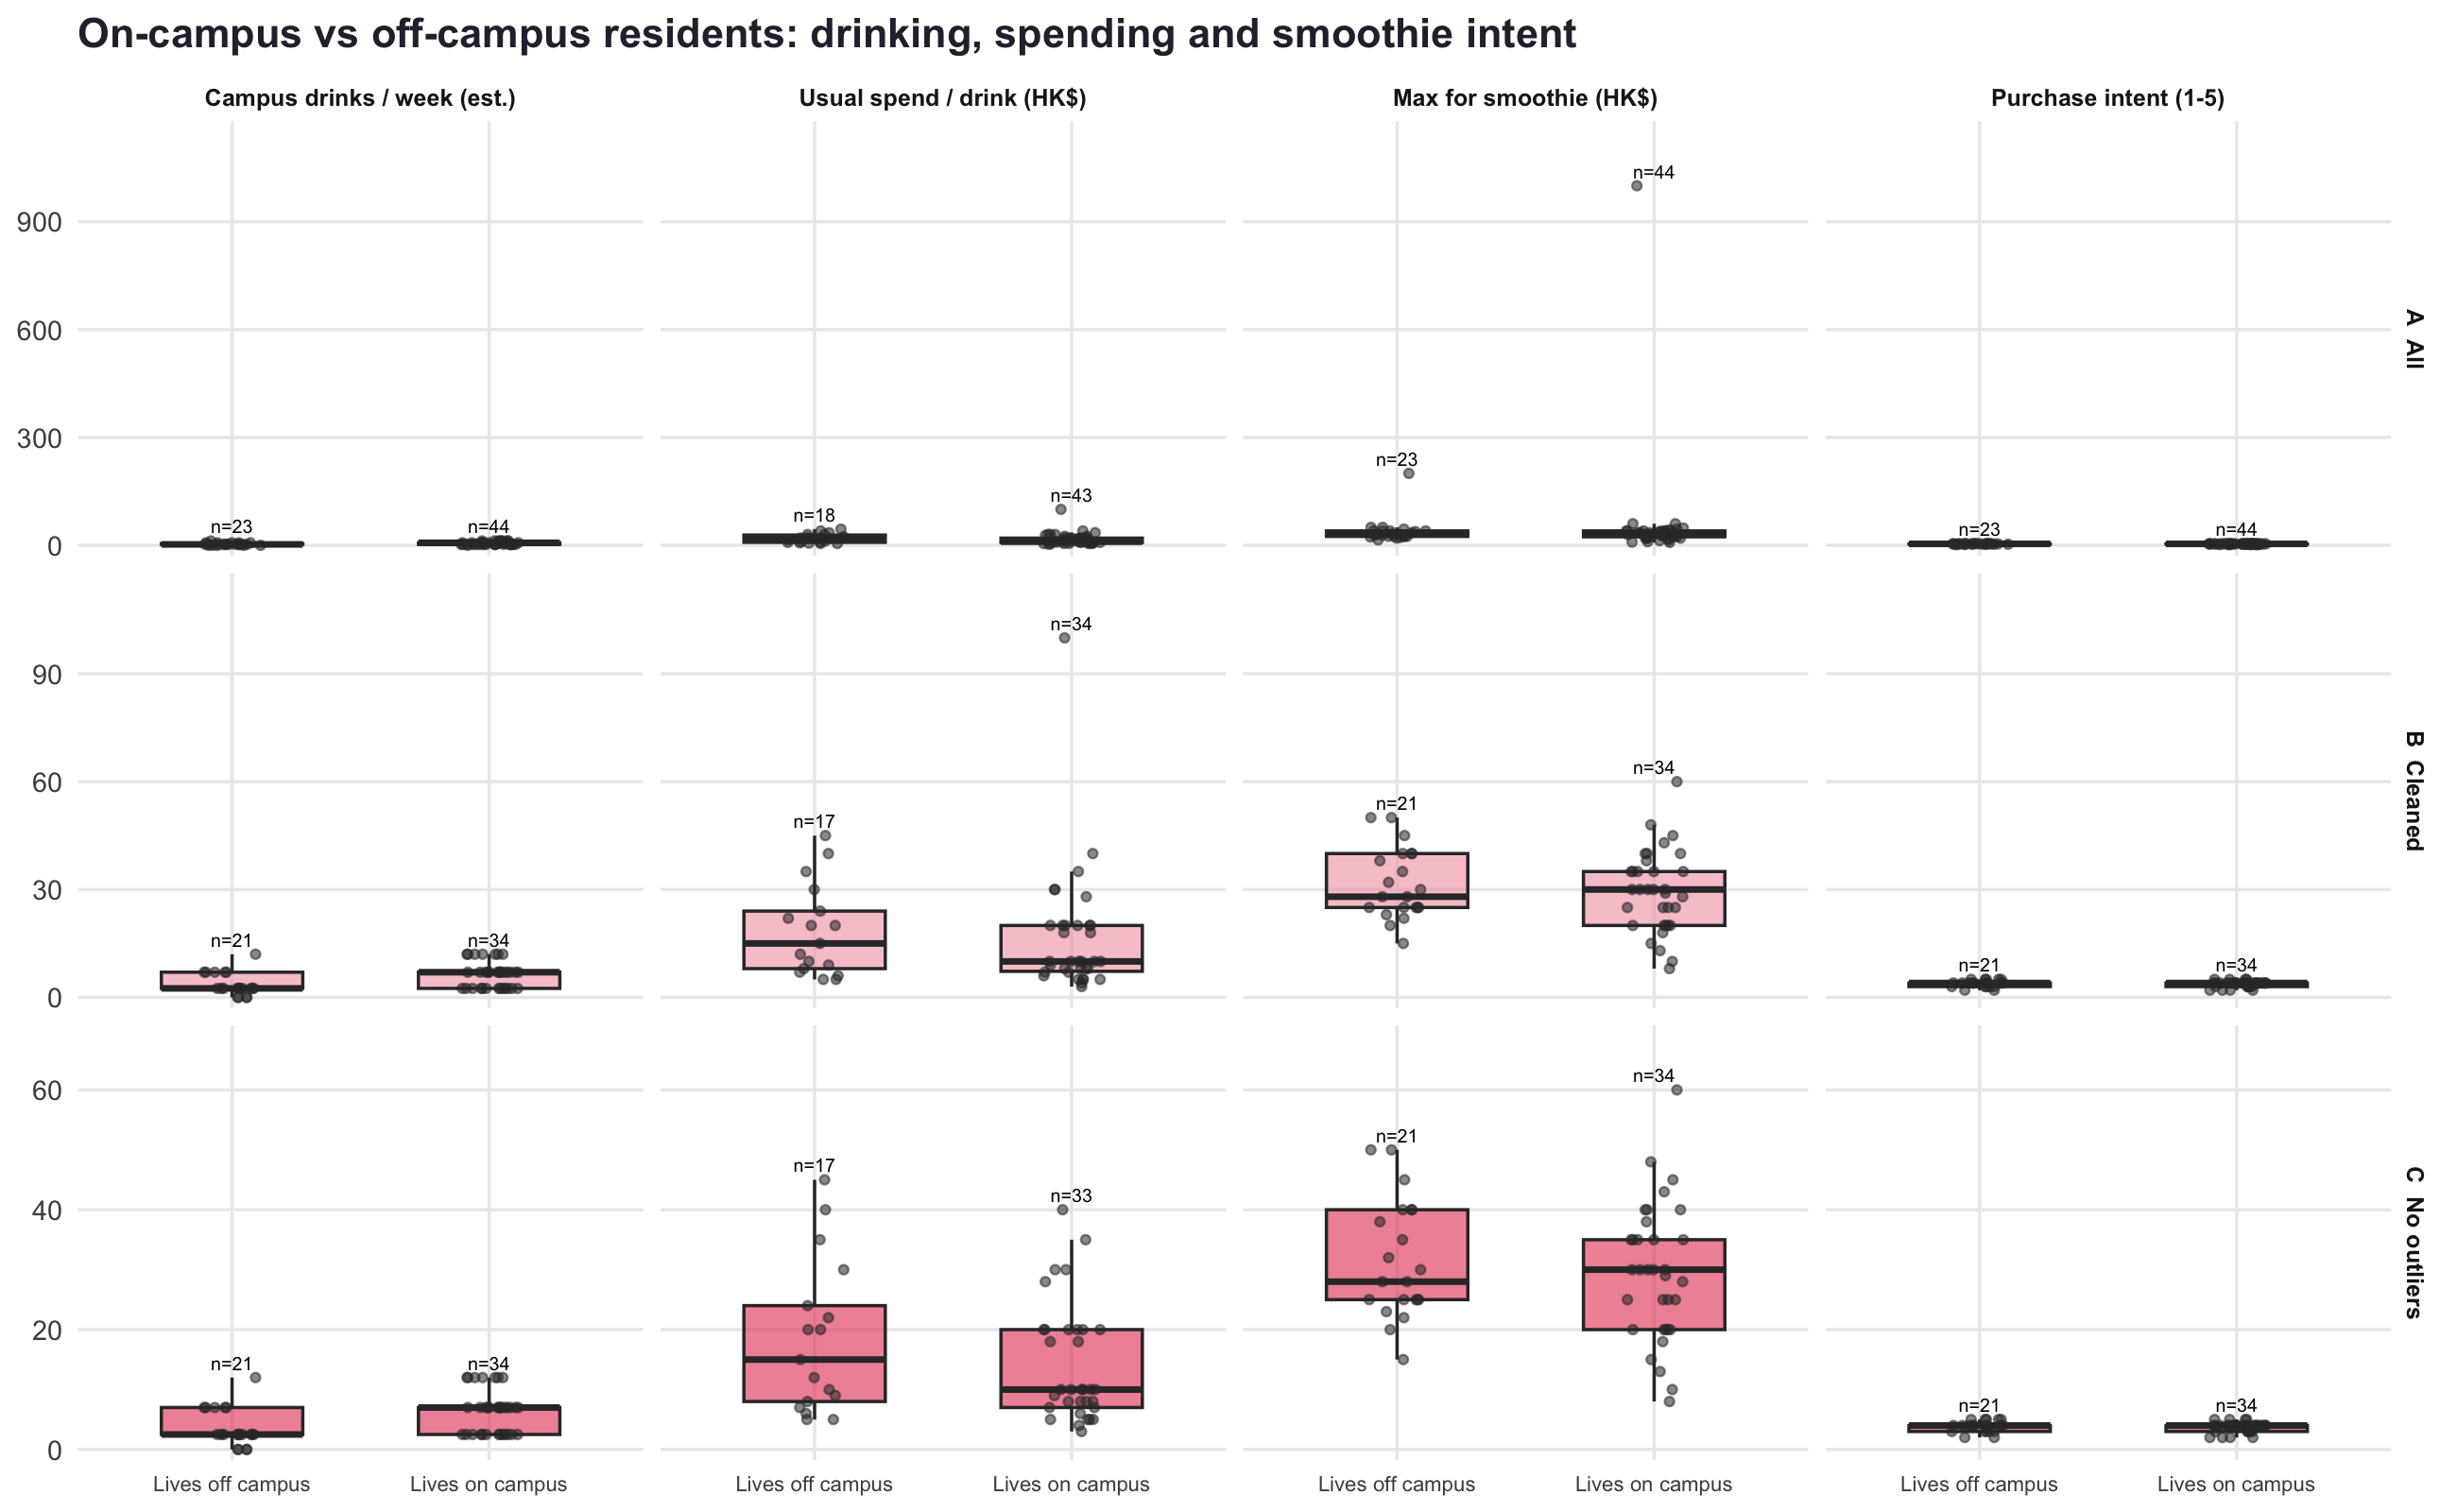 On-campus vs off-campus residents: drinking, spending and smoothie intent
Campus drinks / week (est.)
Usual spend / drink (HK$)
Max for smoothie (HK$)
Purchase intent (1-5)
900
600
300
0
n=23
n=44
n=18
n=43
n=23
n=44
n=23
n=44
A All
90
60
30
0
n=21
n=34
n=17
n=34
n=21
n=34
n=21
n=34
B Cleaned
60
40
20
0
n=21
n=34
n=17
n=33
n=21
n=34
n=21
n=34
C No outliers
Lives off campus
Lives on campus
Lives off campus
Lives on campus
Lives off campus
Lives on campus
Lives off campus
Lives on campus